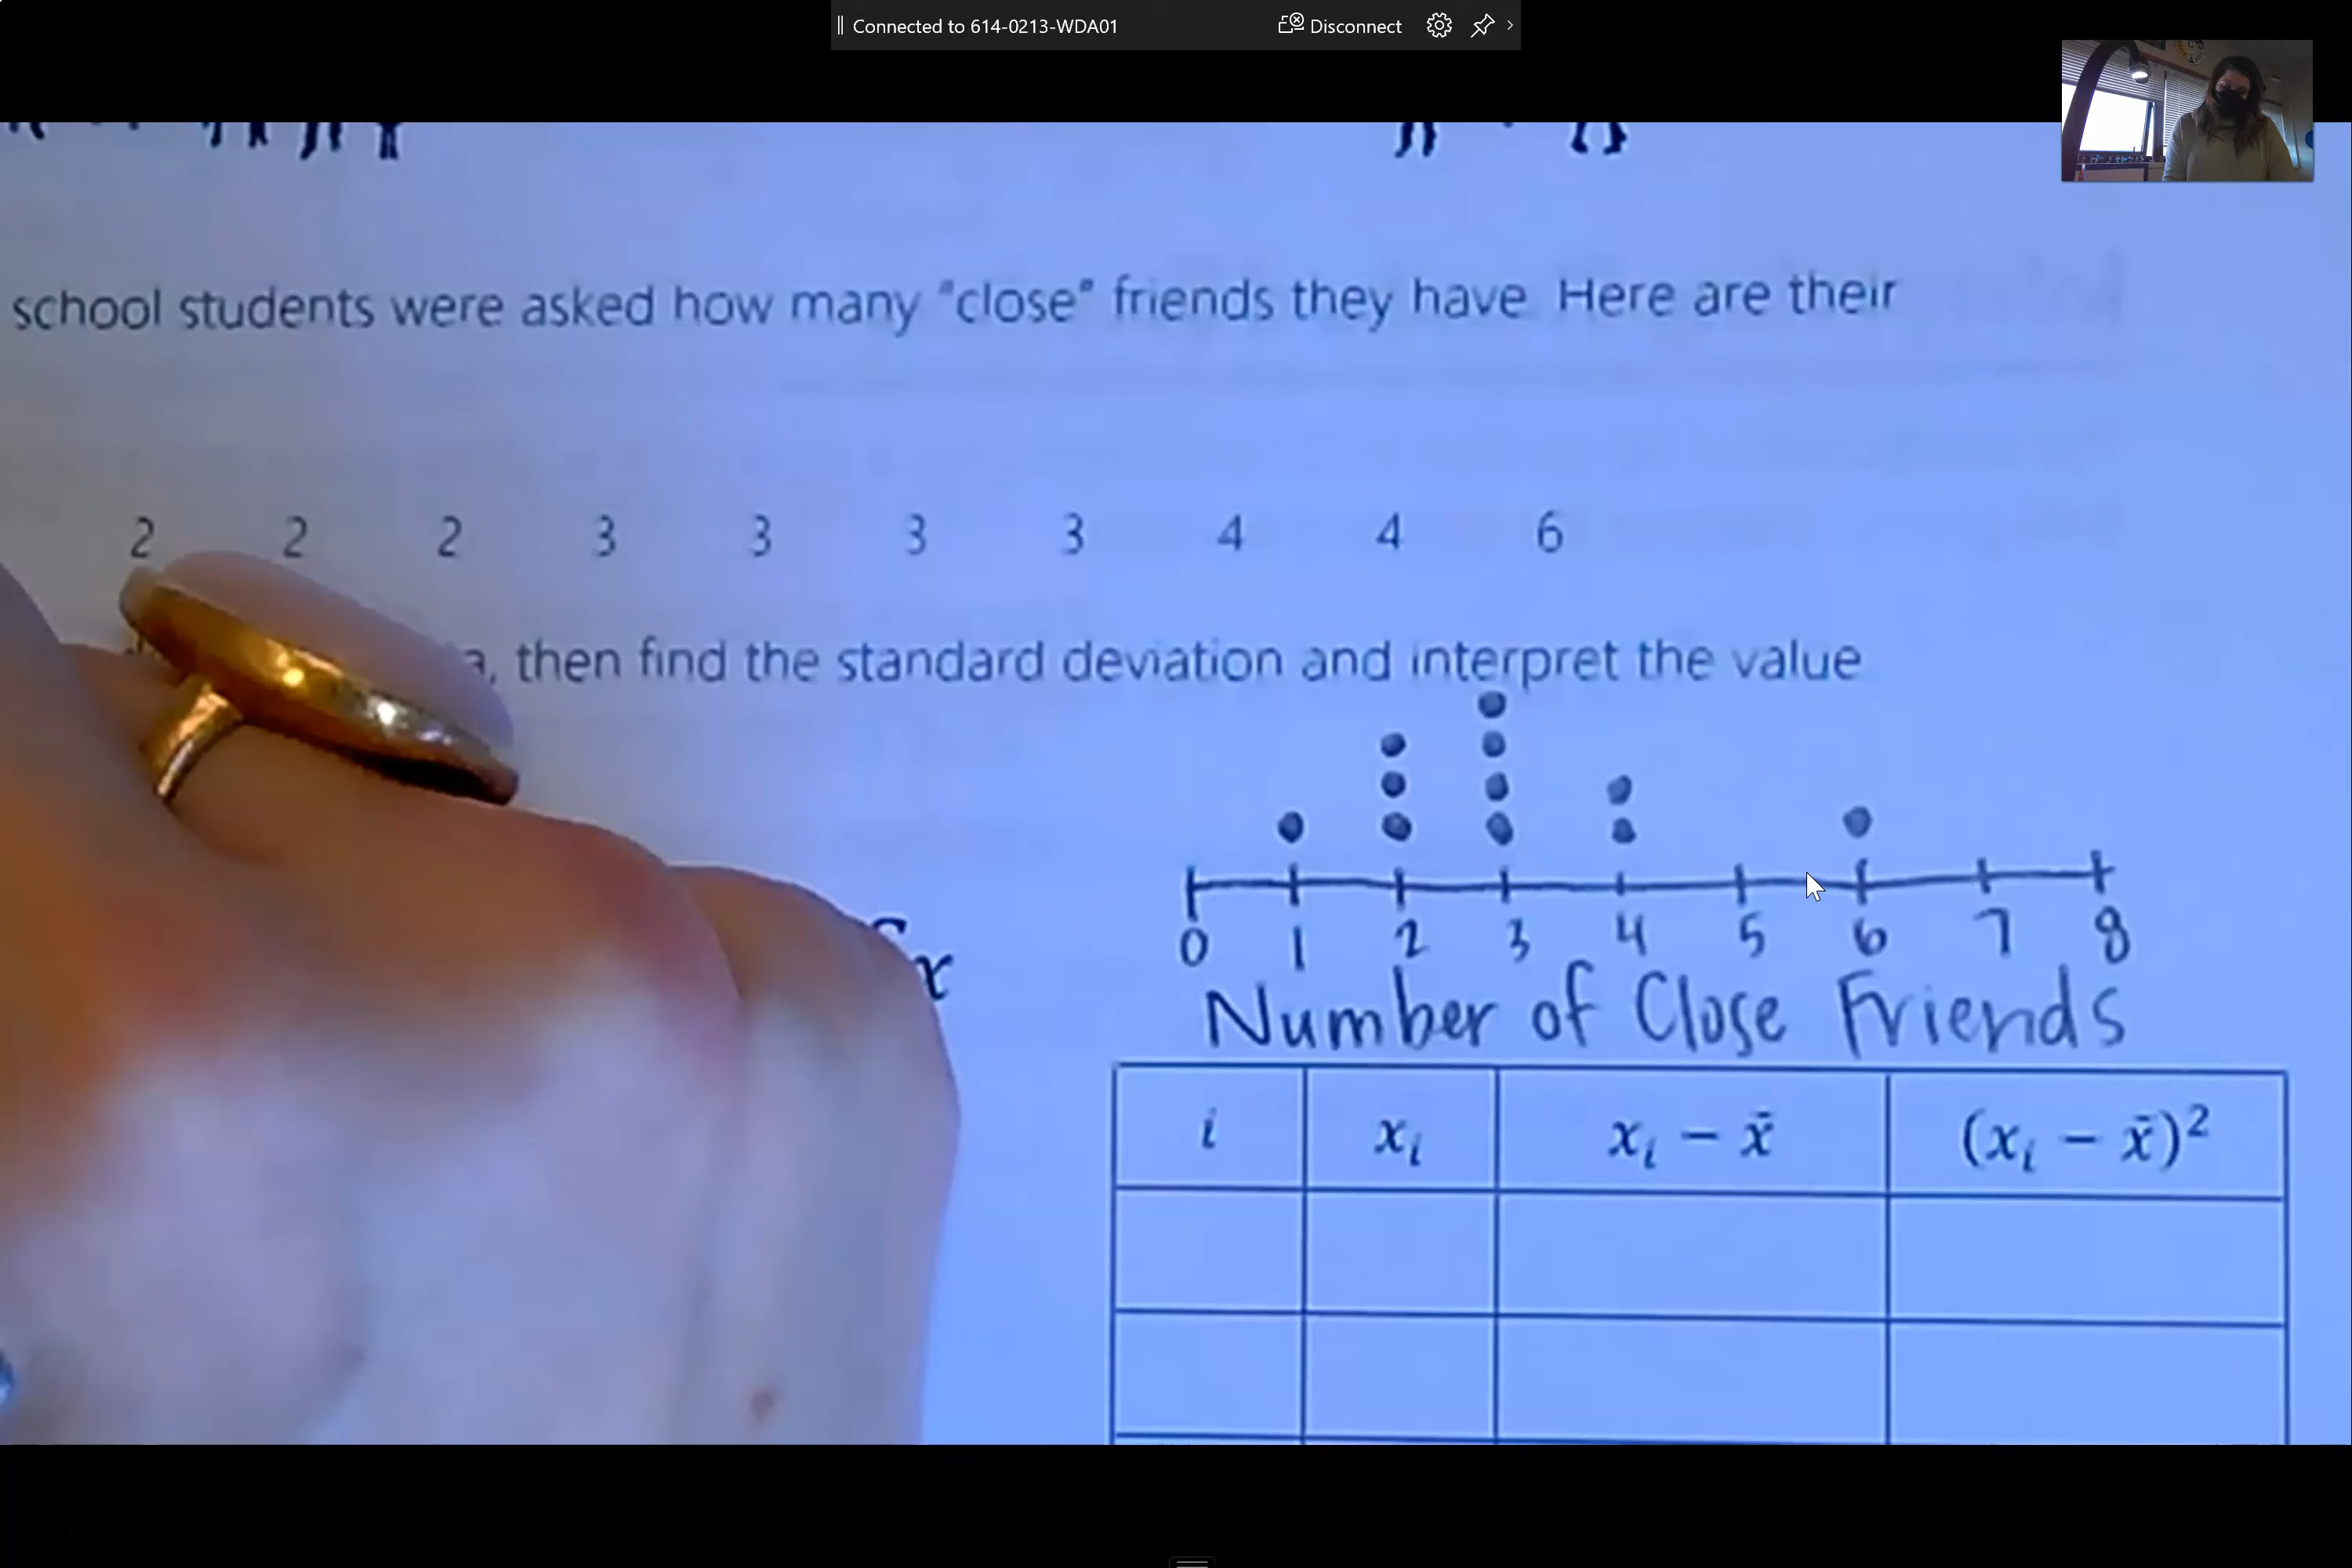 Connected to 614-0213-WDA01 Disconnect
school students were asked how many "close" friends they have. Here are their
2 2 2 3 3 3 3 4 4 6
then find the standard deviation and interpret the value
x
0 1 2 3 4 5 6 7 8
Number of Close Friends
i xᵢ xᵢ − x̄ (xᵢ − x̄)²